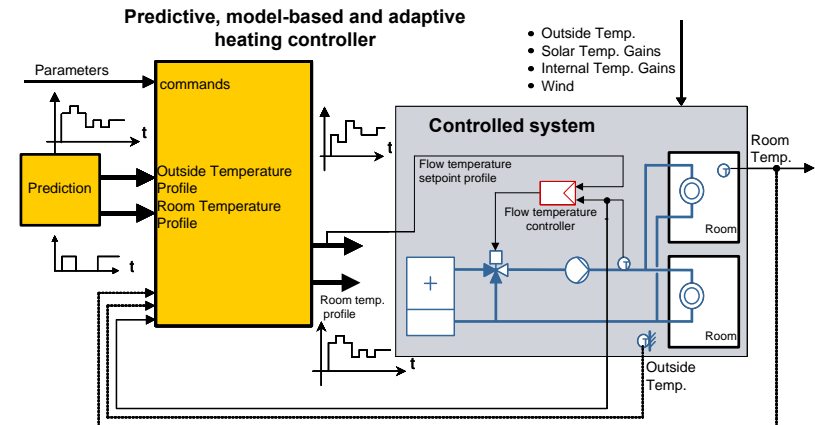 Predictive, model-based and adaptive
heating controller
• Outside Temp.
• Solar Temp. Gains
• Internal Temp. Gains
• Wind
Parameters
commands
t
t
Controlled system
Room
Temp.
Flow temperature
setpoint profile
T
Prediction
Outside Temperature
Profile
Room Temperature
Profile
Flow temperature
controller
Room
T
t
+
Room temp.
profile
Room
T
t
Outside
Temp.